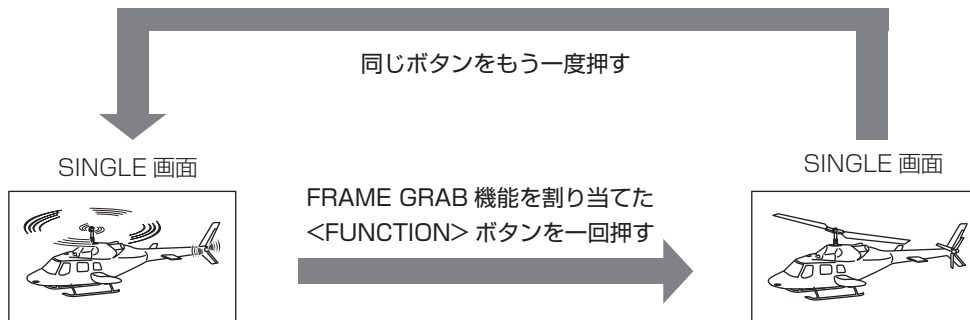 同じボタンをもう一度押す
SINGLE 画面
SINGLE 画面
FRAME GRAB 機能を割り当てた
<FUNCTION> ボタンを一回押す